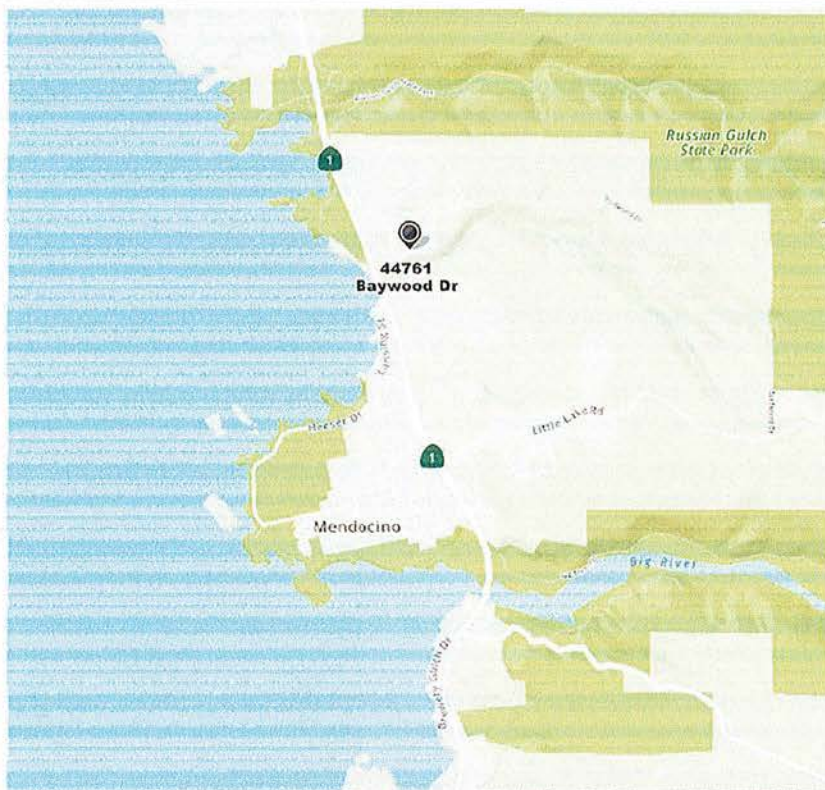 1
Russian Gulch
State Park
44761
Baywood Dr
Lansing St
Heeser Dr
Little Lake Rd
1
Mendocino
Big River
Brewery Gulch Dr